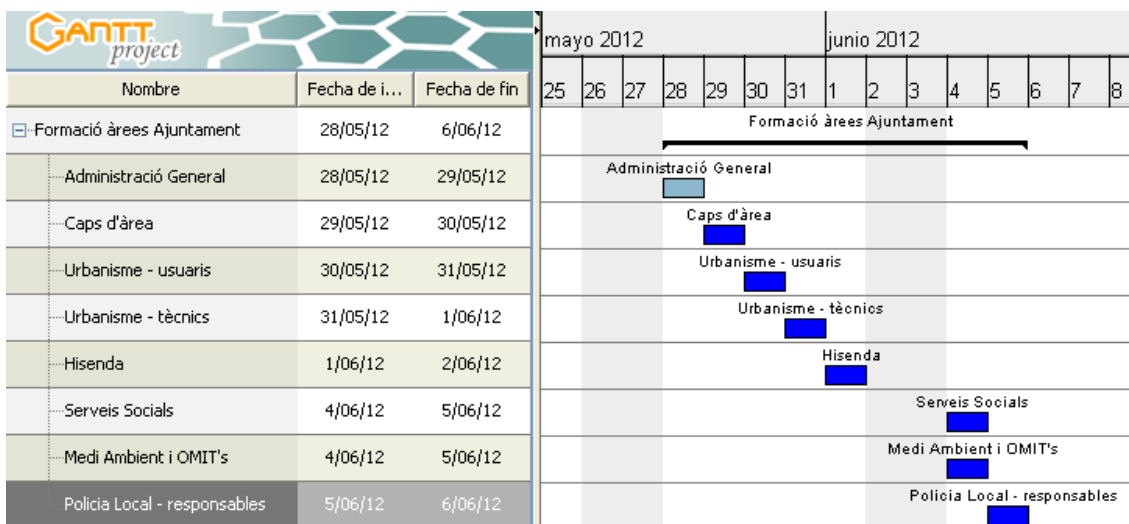 GANTT
project
Nombre Fecha de i... Fecha de fin
Formació àrees Ajuntament 28/05/12 6/06/12
Administració General 28/05/12 29/05/12
Caps d'àrea 29/05/12 30/05/12
Urbanisme - usuaris 30/05/12 31/05/12
Urbanisme - tècnics 31/05/12 1/06/12
Hisenda 1/06/12 2/06/12
Serveis Socials 4/06/12 5/06/12
Medi Ambient i OMIT's 4/06/12 5/06/12
Policia Local - responsables 5/06/12 6/06/12
mayo 2012 junio 2012
25 26 27 28 29 30 31 1 2 3 4 5 6 7 8
Formació àrees Ajuntament
Administració General
Caps d'àrea
Urbanisme - usuaris
Urbanisme - tècnics
Hisenda
Serveis Socials
Medi Ambient i OMIT's
Policia Local - responsables